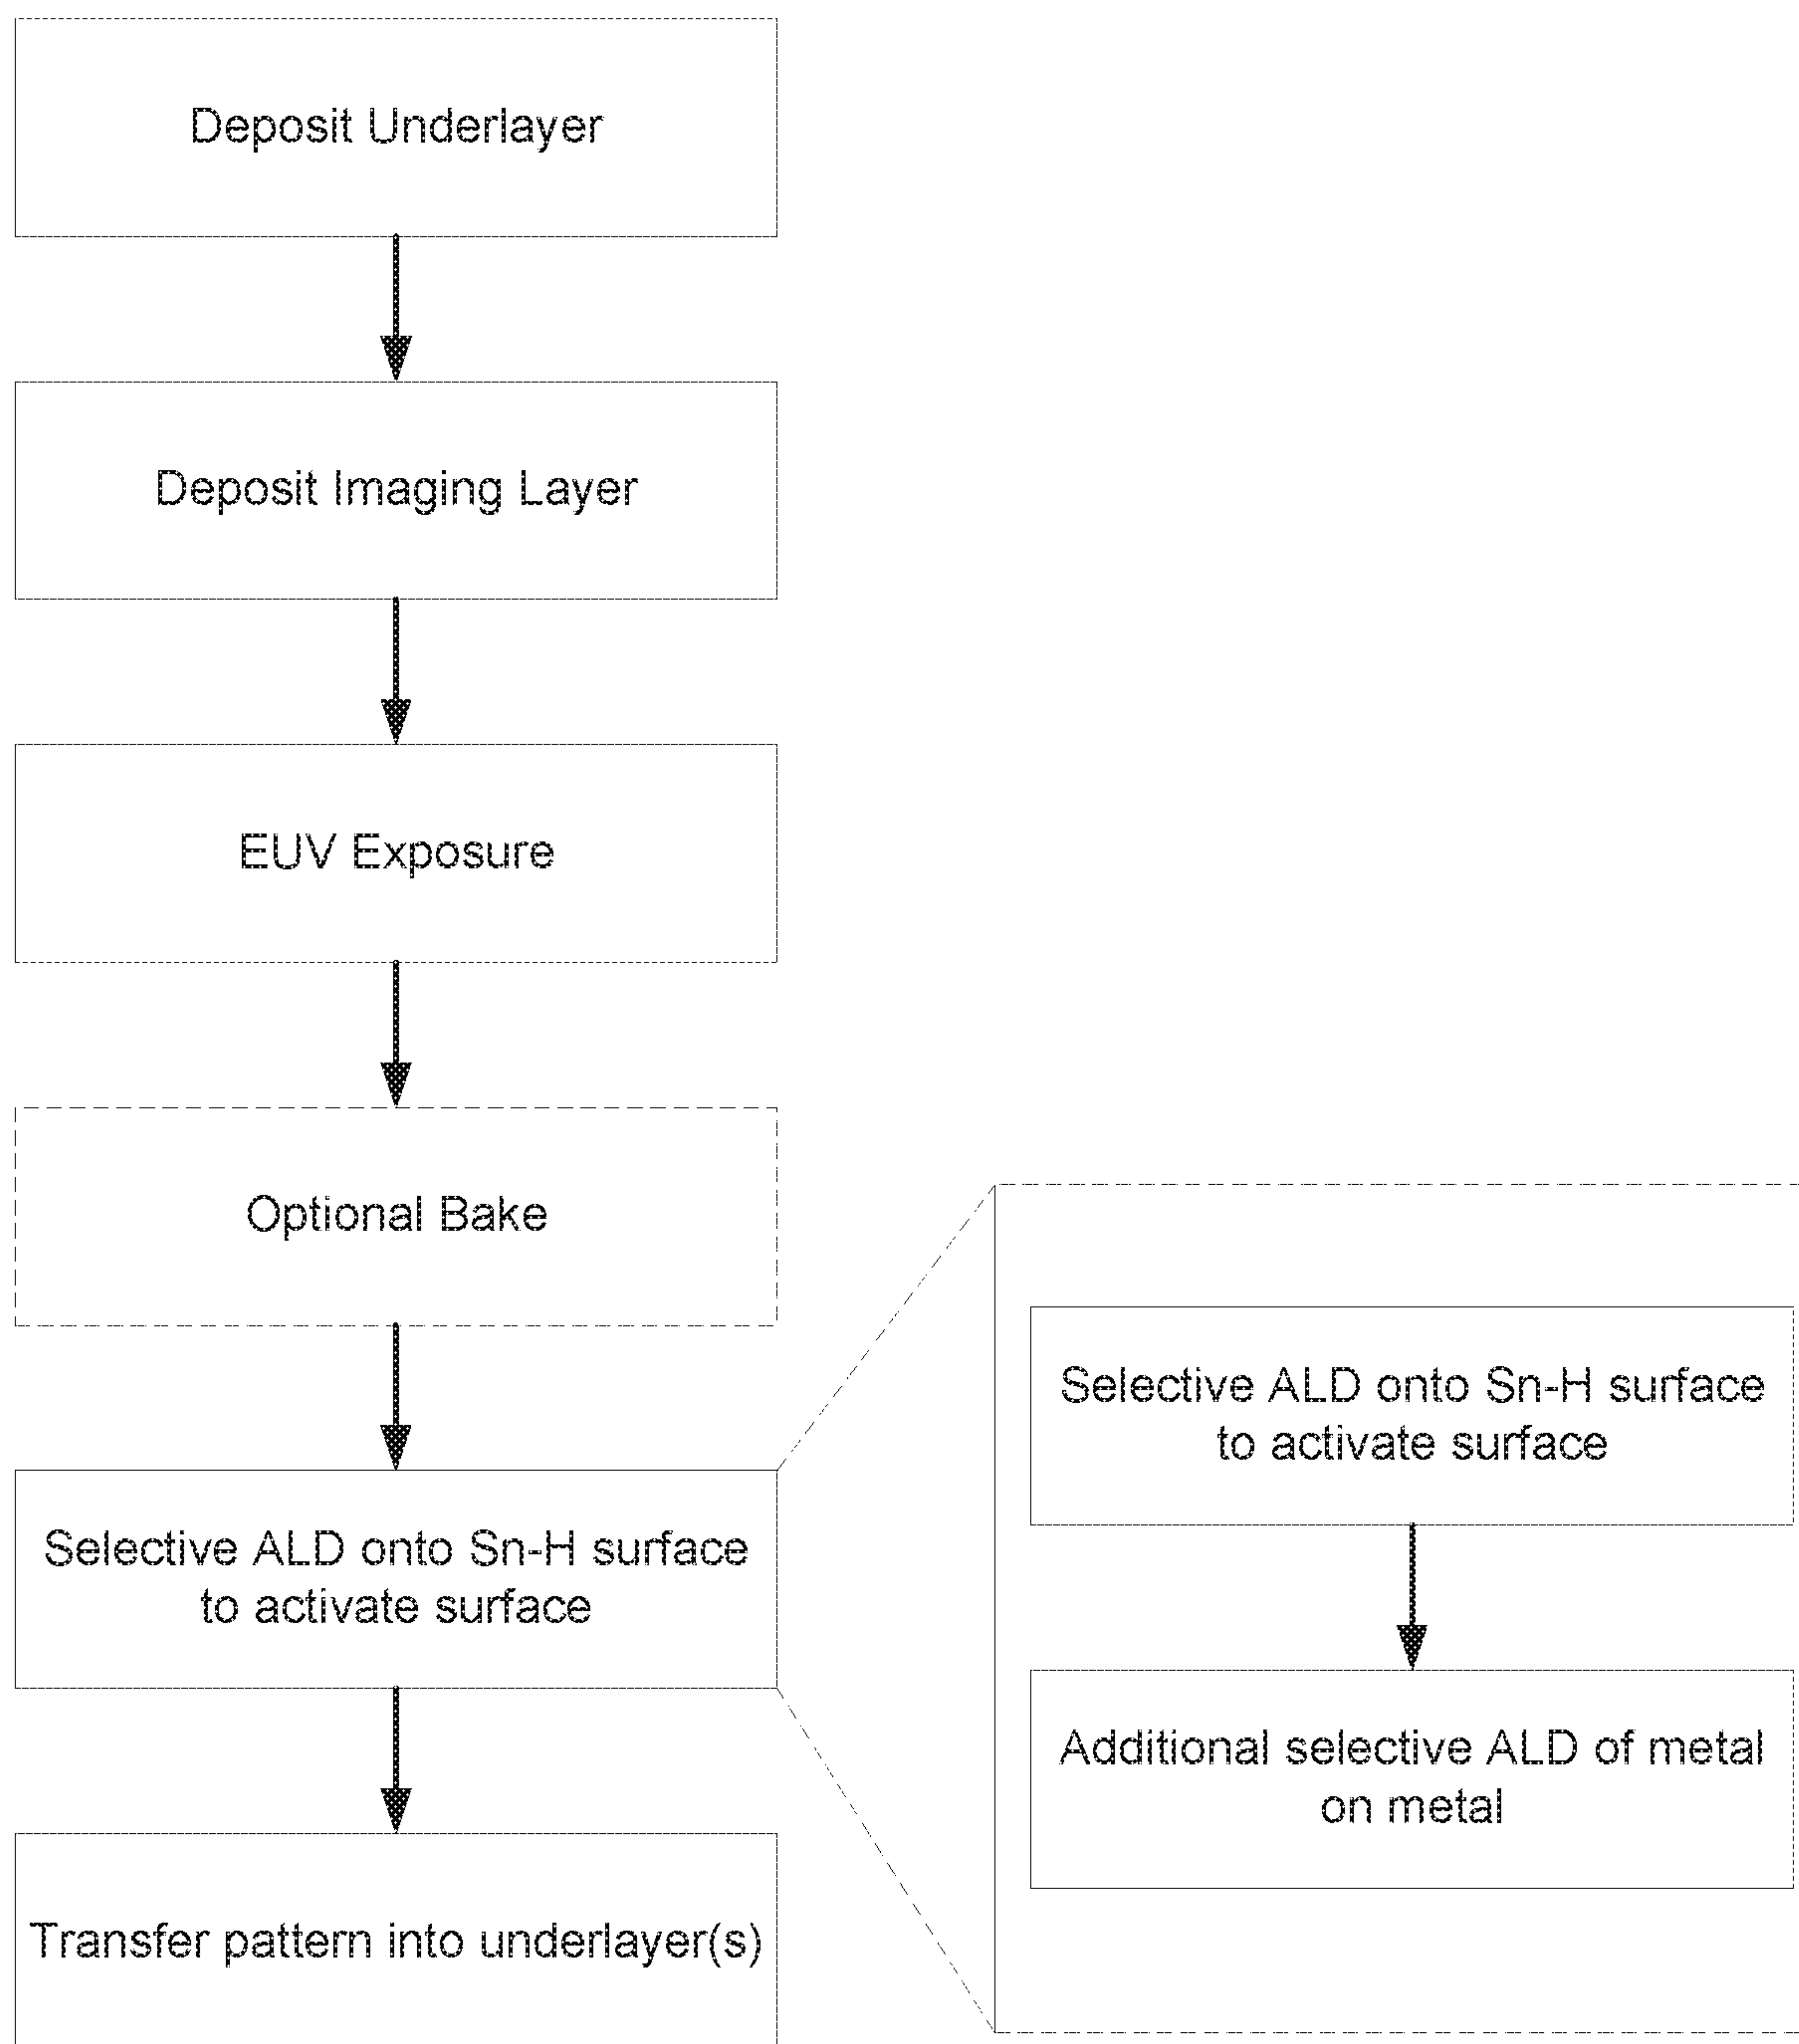 Deposit Underlayer
Deposit Imaging Layer
EUV Exposure
Optional Bake
Selective ALD onto Sn-H surface
to activate surface
Transfer pattern into underlayer(s)
Selective ALD onto Sn-H surface
to activate surface
Additional selective ALD of metal
on metal